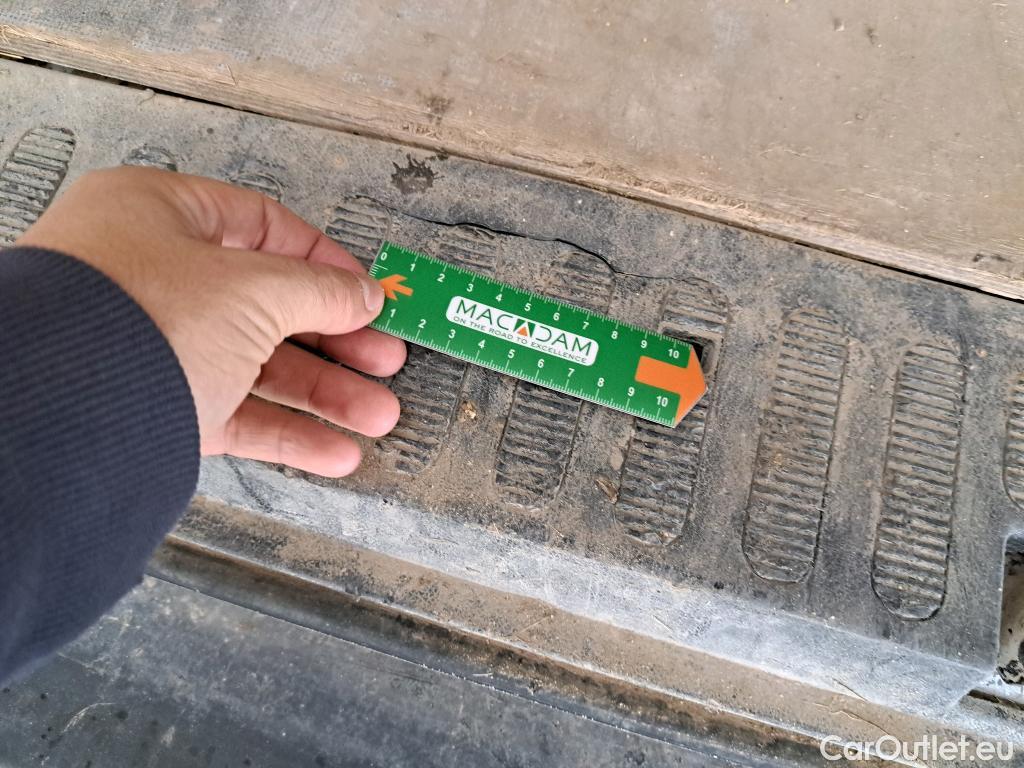 0 1 2 3 4 5 6 7 8 9 10
MACADAM
ON THE ROAD TO EXCELLENCE
1 2 3 4 5 6 7 8 9 10
CarOutlet.eu